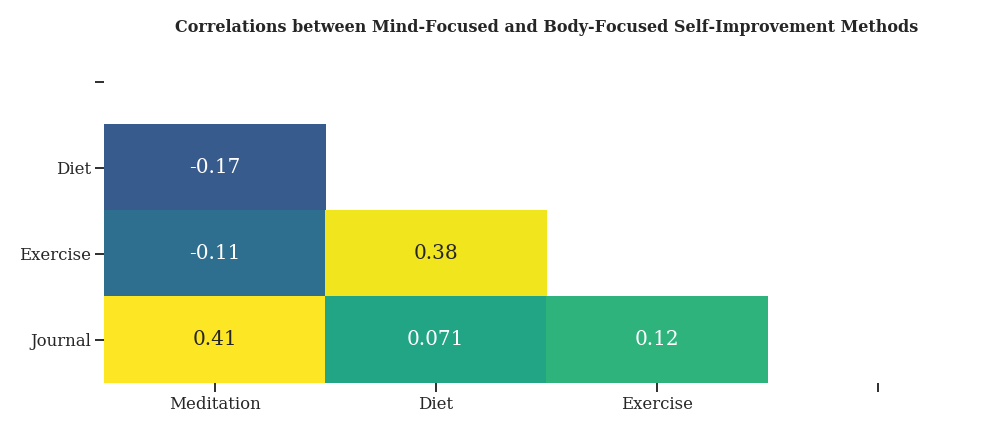 Correlations between Mind-Focused and Body-Focused Self-Improvement Methods
Diet
-0.17
Exercise
-0.11
0.38
Journal
0.41
0.071
0.12
Meditation
Diet
Exercise